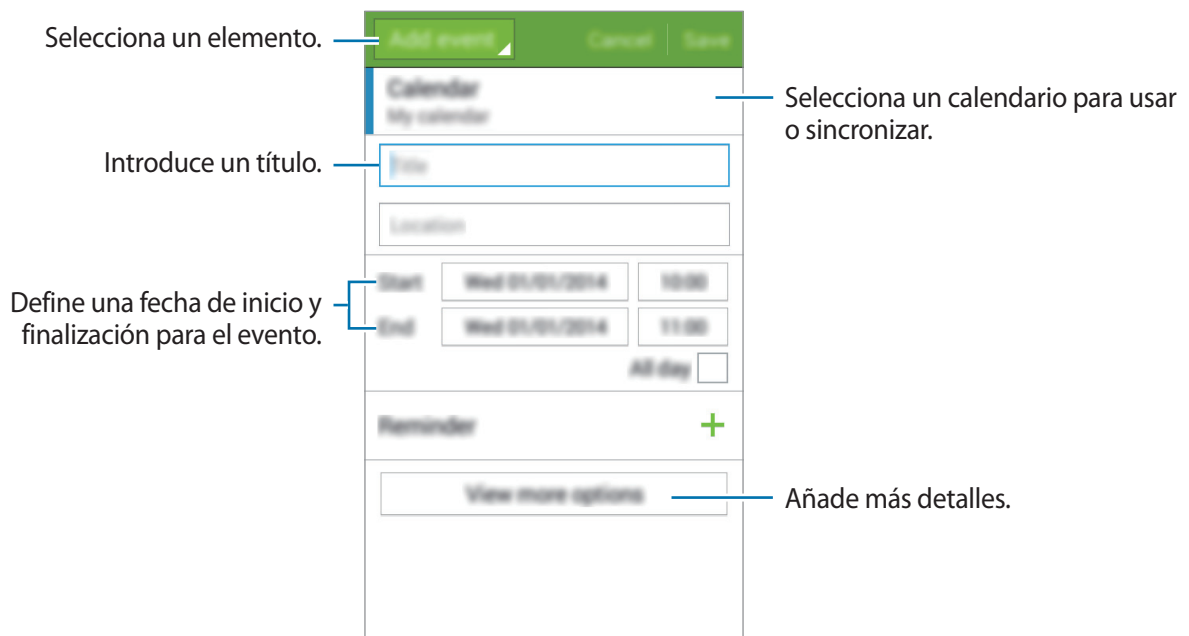 Selecciona un elemento.
Add event
Cancel
Save
Calendar
My calendar
Selecciona un calendario para usar
o sincronizar.
Introduce un título.
Title
Location
Define una fecha de inicio y
finalización para el evento.
Start
Wed 01/01/2014
10:00
End
Wed 01/01/2014
11:00
All day
Reminder
View more options
Añade más detalles.